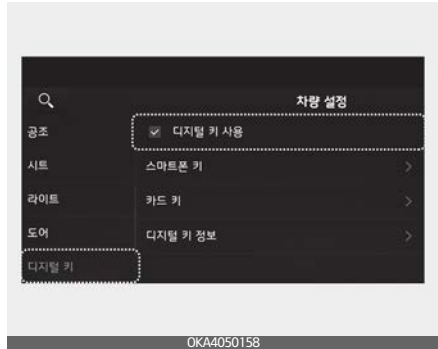 차량 설정
공조
✓ 디지털 키 사용
시트
스마트폰 키
라이트
카드 키
도어
디지털 키 정보
디지털 키
OKA4050158